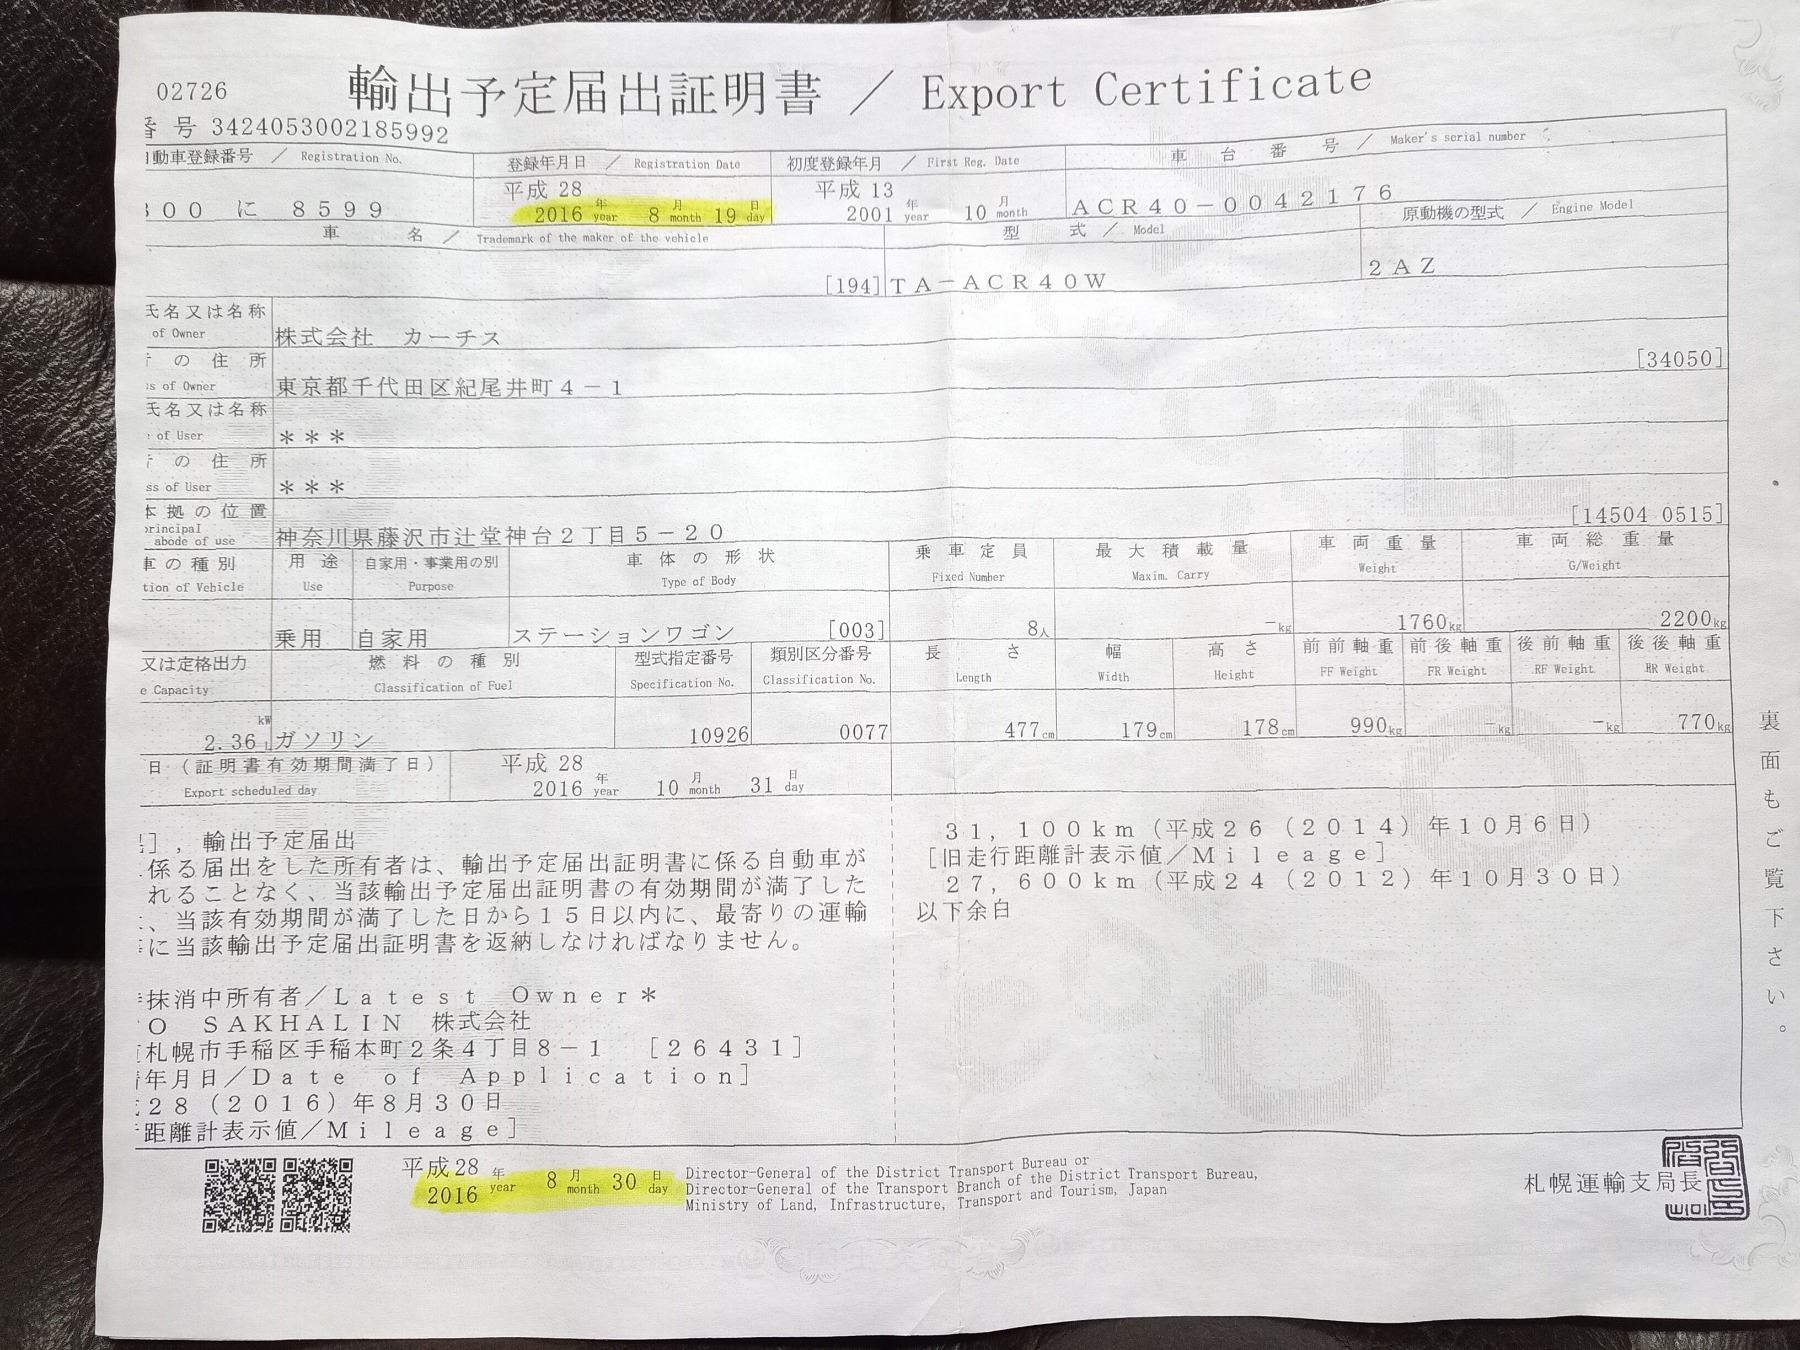 02726
輸出予定届出証明書 ／ Export Certificate
番 号 3424053002185992
自動車登録番号 ／ Registration No.
登録年月日 ／ Registration Date
初度登録年月 ／ First Reg. Date
車 台 番 号 ／ Maker's serial number
300 に 8599
平成 28
2016 年 year 8 月 month 19 日 day
平成 13
2001 年 year 10 月 month
ACR40-0042176
車 名 ／ Trademark of the maker of the vehicle
型 式 ／ Model
原動機の型式 ／ Engine Model
[194]
TA-ACR40W
2AZ
氏名又は名称
of Owner
株式会社 カーチス
の 住 所
ss of Owner
東京都千代田区紀尾井町４－１
[34050]
氏名又は名称
of User
＊＊＊
の 住 所
ss of User
＊＊＊
本拠の位置
principal
abode of use
神奈川県藤沢市辻堂神台２丁目５－２０
[14504 0515]
車の種別
tion of Vehicle
用 途
Use
自家用・事業用の別
Purpose
車 体 の 形 状
Type of Body
乗 車 定 員
Fixed Number
最 大 積 載 量
Maxim. Carry
車 両 重 量
Weight
車 両 総 重 量
G/Weight
乗用
自家用
ステーションワゴン [003]
8人
－kg
1760kg
2200kg
又は定格出力
e Capacity
燃 料 の 種 別
Classification of Fuel
型式指定番号
Specification No.
類別区分番号
Classification No.
長 さ
Length
幅
Width
高 さ
Height
前前軸重
FF Weight
前後軸重
FR Weight
後前軸重
RF Weight
後後軸重
RR Weight
kW
2.36 L
ガソリン
10926
0077
477cm
179cm
178cm
990kg
－kg
－kg
770kg
日 (証明書有効期間満了日)
Export scheduled day
平成 28
2016 年 year 10 月 month 31 日 day
], 輸出予定届出
係る届出をした所有者は、輸出予定届出証明書に係る自動車が
れることなく、当該輸出予定届出証明書の有効期間が満了した
、当該有効期間が満了した日から１５日以内に、最寄りの運輸
に当該輸出予定届出証明書を返納しなければなりません。
抹消中所有者／Latest Owner＊
O SAKHALIN 株式会社
札幌市手稲区手稲本町２条４丁目８－１ [26431]
年月日／Date of Application]
28 (2016) 年8月30日
距離計表示値／Mileage]
31, 100km (平成26 (2014) 年10月6日)
[旧走行距離計表示値／Mileage]
27, 600km (平成24 (2012) 年10月30日)
以下余白
裏面もご覧下さい。
平成28 年
2016 year 8 月 month 30 日 day
Director-General of the District Transport Bureau or
Director-General of the Transport Branch of the District Transport Bureau,
Ministry of Land, Infrastructure, Transport and Tourism, Japan
札幌運輸支局長